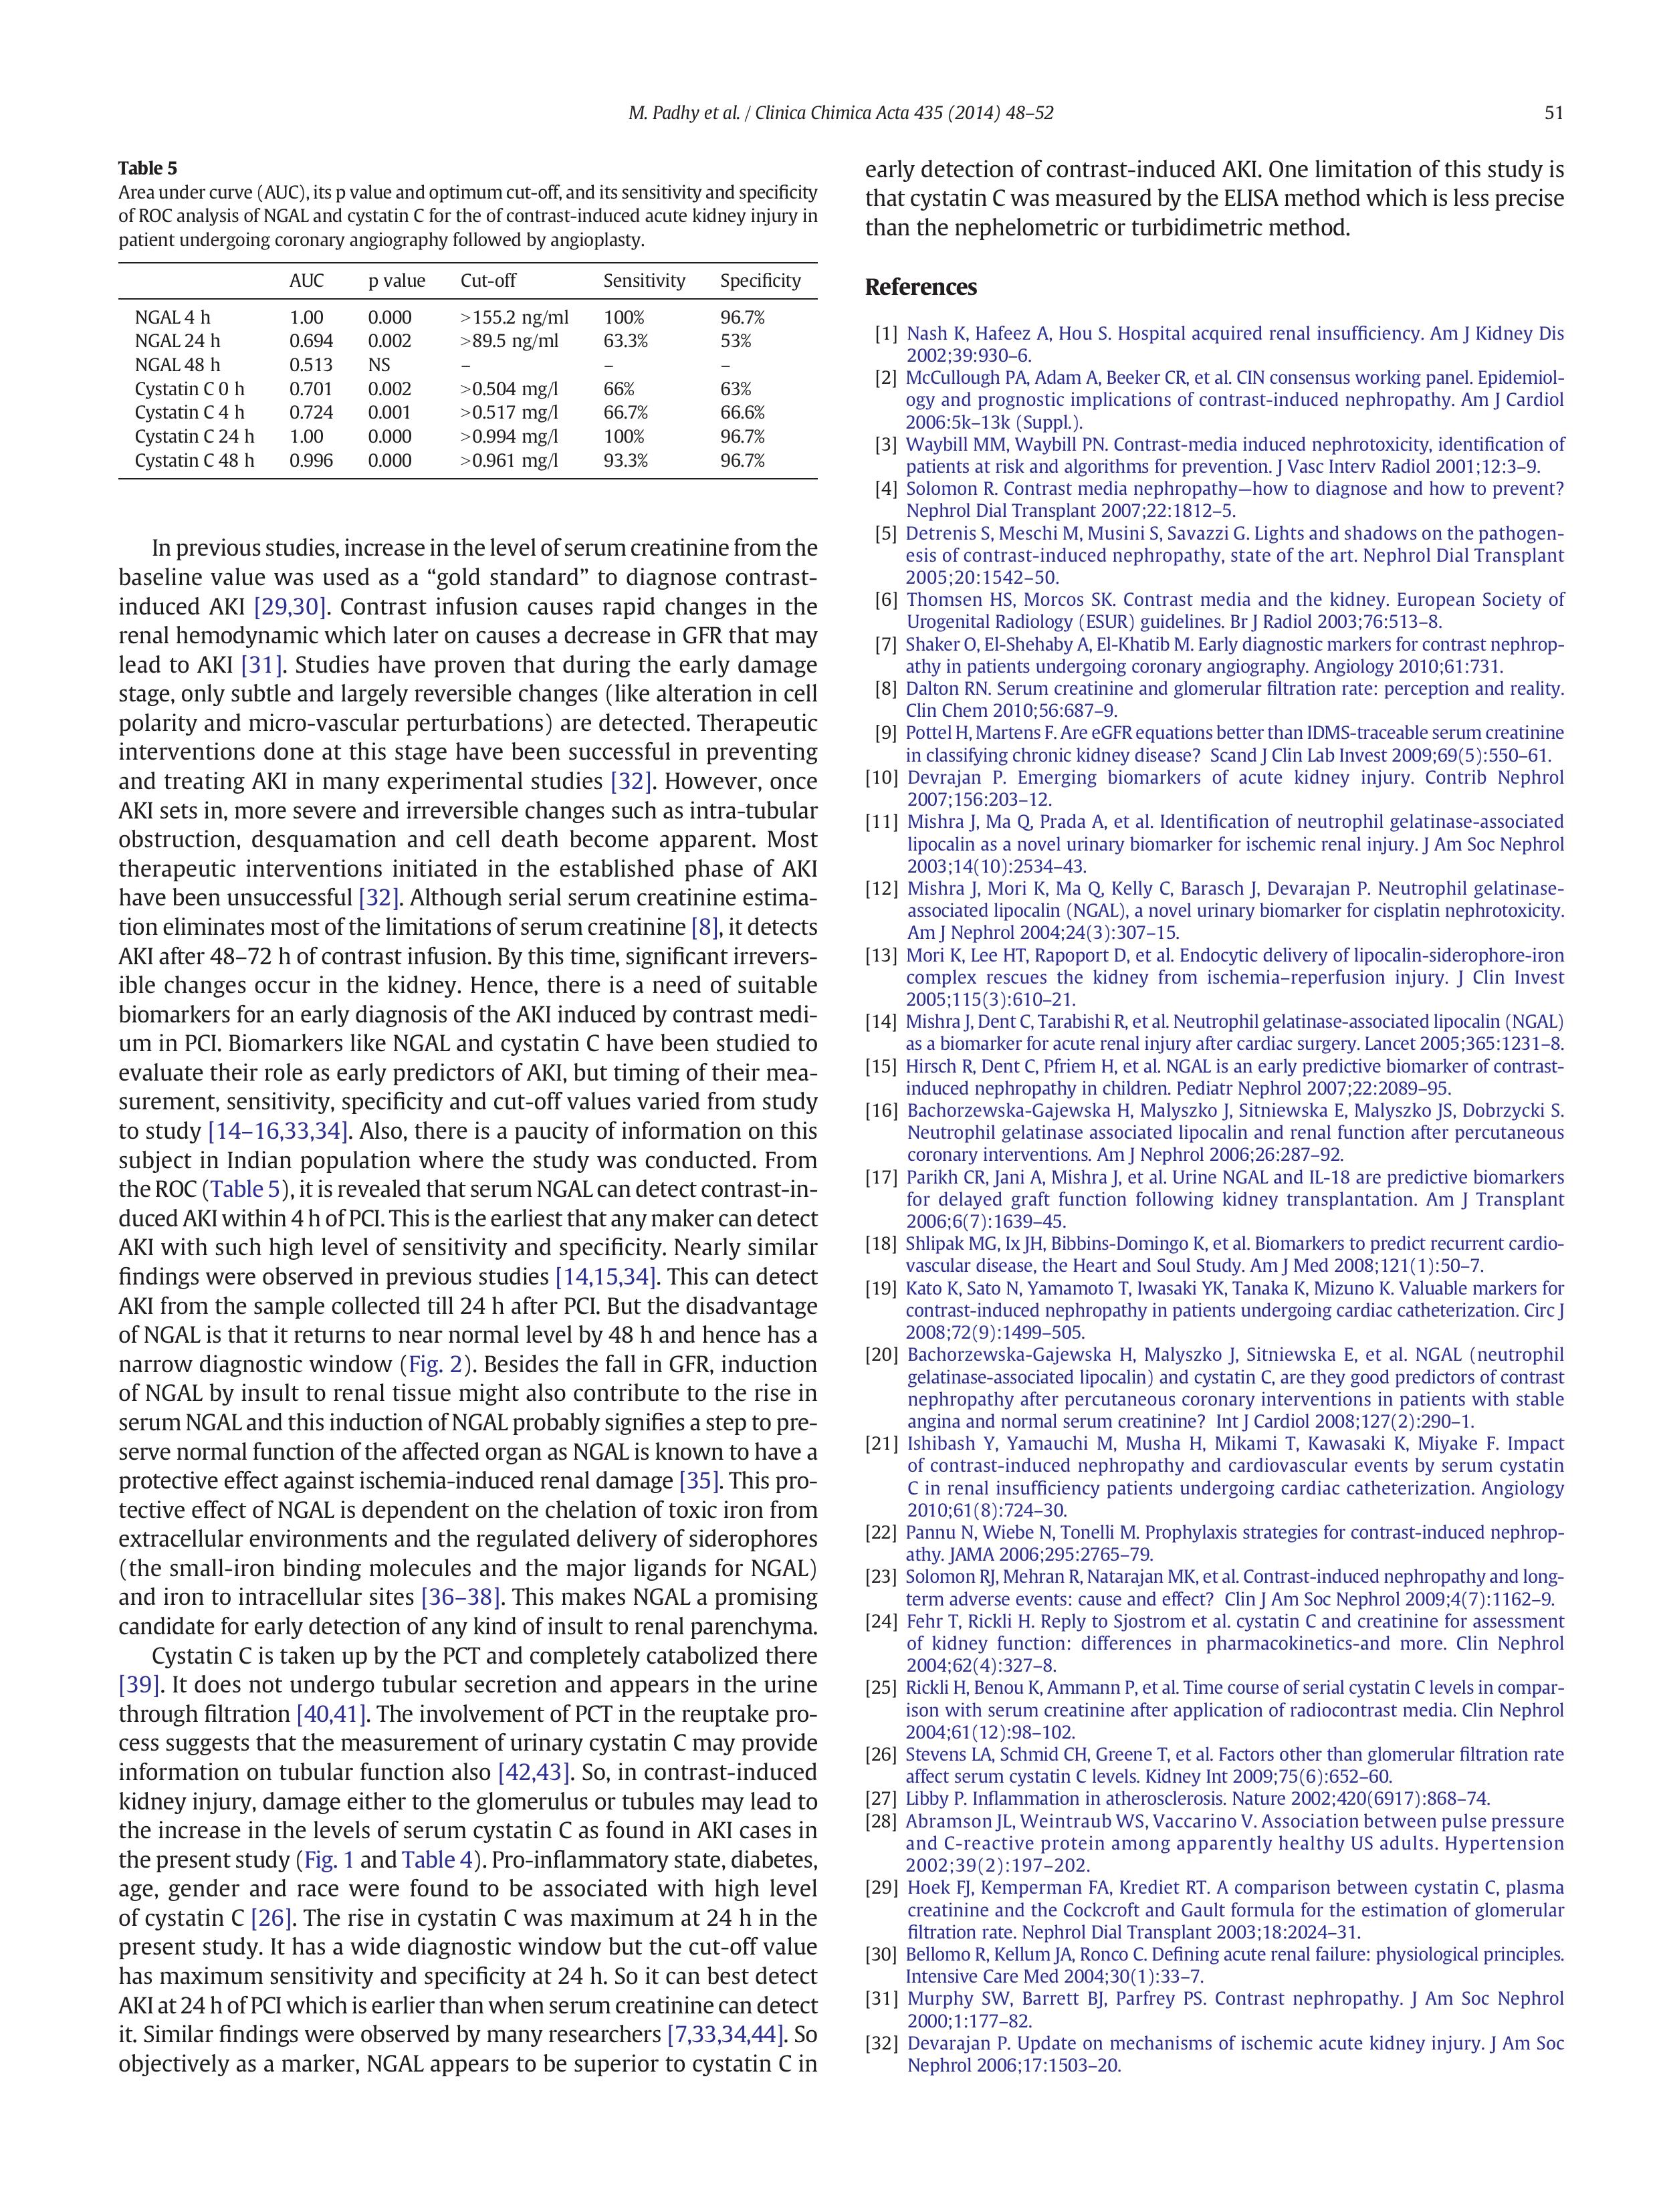 M. Padhy et al. / Clinica Chimica Acta 435 (2014) 48–52
51
Table 5
Area under curve (AUC), its p value and optimum cut-off, and its sensitivity and specificity
of ROC analysis of NGAL and cystatin C for the of contrast-induced acute kidney injury in
patient undergoing coronary angiography followed by angioplasty.
AUC p value Cut-off Sensitivity Specificity
NGAL 4 h 1.00 0.000 >155.2 ng/ml 100% 96.7%
NGAL 24 h 0.694 0.002 >89.5 ng/ml 63.3% 53%
NGAL 48 h 0.513 NS – – –
Cystatin C 0 h 0.701 0.002 >0.504 mg/l 66% 63%
Cystatin C 4 h 0.724 0.001 >0.517 mg/l 66.7% 66.6%
Cystatin C 24 h 1.00 0.000 >0.994 mg/l 100% 96.7%
Cystatin C 48 h 0.996 0.000 >0.961 mg/l 93.3% 96.7%
In previous studies, increase in the level of serum creatinine from the
baseline value was used as a “gold standard” to diagnose contrast-
induced AKI [29,30]. Contrast infusion causes rapid changes in the
renal hemodynamic which later on causes a decrease in GFR that may
lead to AKI [31]. Studies have proven that during the early damage
stage, only subtle and largely reversible changes (like alteration in cell
polarity and micro-vascular perturbations) are detected. Therapeutic
interventions done at this stage have been successful in preventing
and treating AKI in many experimental studies [32]. However, once
AKI sets in, more severe and irreversible changes such as intra-tubular
obstruction, desquamation and cell death become apparent. Most
therapeutic interventions initiated in the established phase of AKI
have been unsuccessful [32]. Although serial serum creatinine estima-
tion eliminates most of the limitations of serum creatinine [8], it detects
AKI after 48–72 h of contrast infusion. By this time, significant irrevers-
ible changes occur in the kidney. Hence, there is a need of suitable
biomarkers for an early diagnosis of the AKI induced by contrast medi-
um in PCI. Biomarkers like NGAL and cystatin C have been studied to
evaluate their role as early predictors of AKI, but timing of their mea-
surement, sensitivity, specificity and cut-off values varied from study
to study [14–16,33,34]. Also, there is a paucity of information on this
subject in Indian population where the study was conducted. From
the ROC (Table 5), it is revealed that serum NGAL can detect contrast-in-
duced AKI within 4 h of PCI. This is the earliest that any maker can detect
AKI with such high level of sensitivity and specificity. Nearly similar
findings were observed in previous studies [14,15,34]. This can detect
AKI from the sample collected till 24 h after PCI. But the disadvantage
of NGAL is that it returns to near normal level by 48 h and hence has a
narrow diagnostic window (Fig. 2). Besides the fall in GFR, induction
of NGAL by insult to renal tissue might also contribute to the rise in
serum NGAL and this induction of NGAL probably signifies a step to pre-
serve normal function of the affected organ as NGAL is known to have a
protective effect against ischemia-induced renal damage [35]. This pro-
tective effect of NGAL is dependent on the chelation of toxic iron from
extracellular environments and the regulated delivery of siderophores
(the small-iron binding molecules and the major ligands for NGAL)
and iron to intracellular sites [36–38]. This makes NGAL a promising
candidate for early detection of any kind of insult to renal parenchyma.
Cystatin C is taken up by the PCT and completely catabolized there
[39]. It does not undergo tubular secretion and appears in the urine
through filtration [40,41]. The involvement of PCT in the reuptake pro-
cess suggests that the measurement of urinary cystatin C may provide
information on tubular function also [42,43]. So, in contrast-induced
kidney injury, damage either to the glomerulus or tubules may lead to
the increase in the levels of serum cystatin C as found in AKI cases in
the present study (Fig. 1 and Table 4). Pro-inflammatory state, diabetes,
age, gender and race were found to be associated with high level
of cystatin C [26]. The rise in cystatin C was maximum at 24 h in the
present study. It has a wide diagnostic window but the cut-off value
has maximum sensitivity and specificity at 24 h. So it can best detect
AKI at 24 h of PCI which is earlier than when serum creatinine can detect
it. Similar findings were observed by many researchers [7,33,34,44]. So
objectively as a marker, NGAL appears to be superior to cystatin C in
early detection of contrast-induced AKI. One limitation of this study is
that cystatin C was measured by the ELISA method which is less precise
than the nephelometric or turbidimetric method.
References
[1] Nash K, Hafeez A, Hou S. Hospital acquired renal insufficiency. Am J Kidney Dis
2002;39:930–6.
[2] McCullough PA, Adam A, Beeker CR, et al. CIN consensus working panel. Epidemiol-
ogy and prognostic implications of contrast-induced nephropathy. Am J Cardiol
2006:5k–13k (Suppl.).
[3] Waybill MM, Waybill PN. Contrast-media induced nephrotoxicity, identification of
patients at risk and algorithms for prevention. J Vasc Interv Radiol 2001;12:3–9.
[4] Solomon R. Contrast media nephropathy—how to diagnose and how to prevent?
Nephrol Dial Transplant 2007;22:1812–5.
[5] Detrenis S, Meschi M, Musini S, Savazzi G. Lights and shadows on the pathogen-
esis of contrast-induced nephropathy, state of the art. Nephrol Dial Transplant
2005;20:1542–50.
[6] Thomsen HS, Morcos SK. Contrast media and the kidney. European Society of
Urogenital Radiology (ESUR) guidelines. Br J Radiol 2003;76:513–8.
[7] Shaker O, El-Shehaby A, El-Khatib M. Early diagnostic markers for contrast nephrop-
athy in patients undergoing coronary angiography. Angiology 2010;61:731.
[8] Dalton RN. Serum creatinine and glomerular filtration rate: perception and reality.
Clin Chem 2010;56:687–9.
[9] Pottel H, Martens F. Are eGFR equations better than IDMS-traceable serum creatinine
in classifying chronic kidney disease? Scand J Clin Lab Invest 2009;69(5):550–61.
[10] Devrajan P. Emerging biomarkers of acute kidney injury. Contrib Nephrol
2007;156:203–12.
[11] Mishra J, Ma Q, Prada A, et al. Identification of neutrophil gelatinase-associated
lipocalin as a novel urinary biomarker for ischemic renal injury. J Am Soc Nephrol
2003;14(10):2534–43.
[12] Mishra J, Mori K, Ma Q, Kelly C, Barasch J, Devarajan P. Neutrophil gelatinase-
associated lipocalin (NGAL), a novel urinary biomarker for cisplatin nephrotoxicity.
Am J Nephrol 2004;24(3):307–15.
[13] Mori K, Lee HT, Rapoport D, et al. Endocytic delivery of lipocalin-siderophore-iron
complex rescues the kidney from ischemia–reperfusion injury. J Clin Invest
2005;115(3):610–21.
[14] Mishra J, Dent C, Tarabishi R, et al. Neutrophil gelatinase-associated lipocalin (NGAL)
as a biomarker for acute renal injury after cardiac surgery. Lancet 2005;365:1231–8.
[15] Hirsch R, Dent C, Pfriem H, et al. NGAL is an early predictive biomarker of contrast-
induced nephropathy in children. Pediatr Nephrol 2007;22:2089–95.
[16] Bachorzewska-Gajewska H, Malyszko J, Sitniewska E, Malyszko JS, Dobrzycki S.
Neutrophil gelatinase associated lipocalin and renal function after percutaneous
coronary interventions. Am J Nephrol 2006;26:287–92.
[17] Parikh CR, Jani A, Mishra J, et al. Urine NGAL and IL-18 are predictive biomarkers
for delayed graft function following kidney transplantation. Am J Transplant
2006;6(7):1639–45.
[18] Shlipak MG, Ix JH, Bibbins-Domingo K, et al. Biomarkers to predict recurrent cardio-
vascular disease, the Heart and Soul Study. Am J Med 2008;121(1):50–7.
[19] Kato K, Sato N, Yamamoto T, Iwasaki YK, Tanaka K, Mizuno K. Valuable markers for
contrast-induced nephropathy in patients undergoing cardiac catheterization. Circ J
2008;72(9):1499–505.
[20] Bachorzewska-Gajewska H, Malyszko J, Sitniewska E, et al. NGAL (neutrophil
gelatinase-associated lipocalin) and cystatin C, are they good predictors of contrast
nephropathy after percutaneous coronary interventions in patients with stable
angina and normal serum creatinine? Int J Cardiol 2008;127(2):290–1.
[21] Ishibash Y, Yamauchi M, Musha H, Mikami T, Kawasaki K, Miyake F. Impact
of contrast-induced nephropathy and cardiovascular events by serum cystatin
C in renal insufficiency patients undergoing cardiac catheterization. Angiology
2010;61(8):724–30.
[22] Pannu N, Wiebe N, Tonelli M. Prophylaxis strategies for contrast-induced nephrop-
athy. JAMA 2006;295:2765–79.
[23] Solomon RJ, Mehran R, Natarajan MK, et al. Contrast-induced nephropathy and long-
term adverse events: cause and effect? Clin J Am Soc Nephrol 2009;4(7):1162–9.
[24] Fehr T, Rickli H. Reply to Sjostrom et al. cystatin C and creatinine for assessment
of kidney function: differences in pharmacokinetics-and more. Clin Nephrol
2004;62(4):327–8.
[25] Rickli H, Benou K, Ammann P, et al. Time course of serial cystatin C levels in compar-
ison with serum creatinine after application of radiocontrast media. Clin Nephrol
2004;61(12):98–102.
[26] Stevens LA, Schmid CH, Greene T, et al. Factors other than glomerular filtration rate
affect serum cystatin C levels. Kidney Int 2009;75(6):652–60.
[27] Libby P. Inflammation in atherosclerosis. Nature 2002;420(6917):868–74.
[28] Abramson JL, Weintraub WS, Vaccarino V. Association between pulse pressure
and C-reactive protein among apparently healthy US adults. Hypertension
2002;39(2):197–202.
[29] Hoek FJ, Kemperman FA, Krediet RT. A comparison between cystatin C, plasma
creatinine and the Cockcroft and Gault formula for the estimation of glomerular
filtration rate. Nephrol Dial Transplant 2003;18:2024–31.
[30] Bellomo R, Kellum JA, Ronco C. Defining acute renal failure: physiological principles.
Intensive Care Med 2004;30(1):33–7.
[31] Murphy SW, Barrett BJ, Parfrey PS. Contrast nephropathy. J Am Soc Nephrol
2000;1:177–82.
[32] Devarajan P. Update on mechanisms of ischemic acute kidney injury. J Am Soc
Nephrol 2006;17:1503–20.